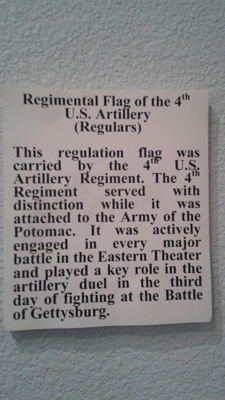 Regimental Flag of the 4th
U.S. Artillery
(Regulars)
This regulation flag was
carried by the 4th U.S.
Artillery Regiment. The 4th
Regiment served with
distinction while it was
attached to the Army of the
Potomac. It was actively
engaged in every major
battle in the Eastern Theater
and played a key role in the
artillery duel in the third
day of fighting at the Battle
of Gettysburg.